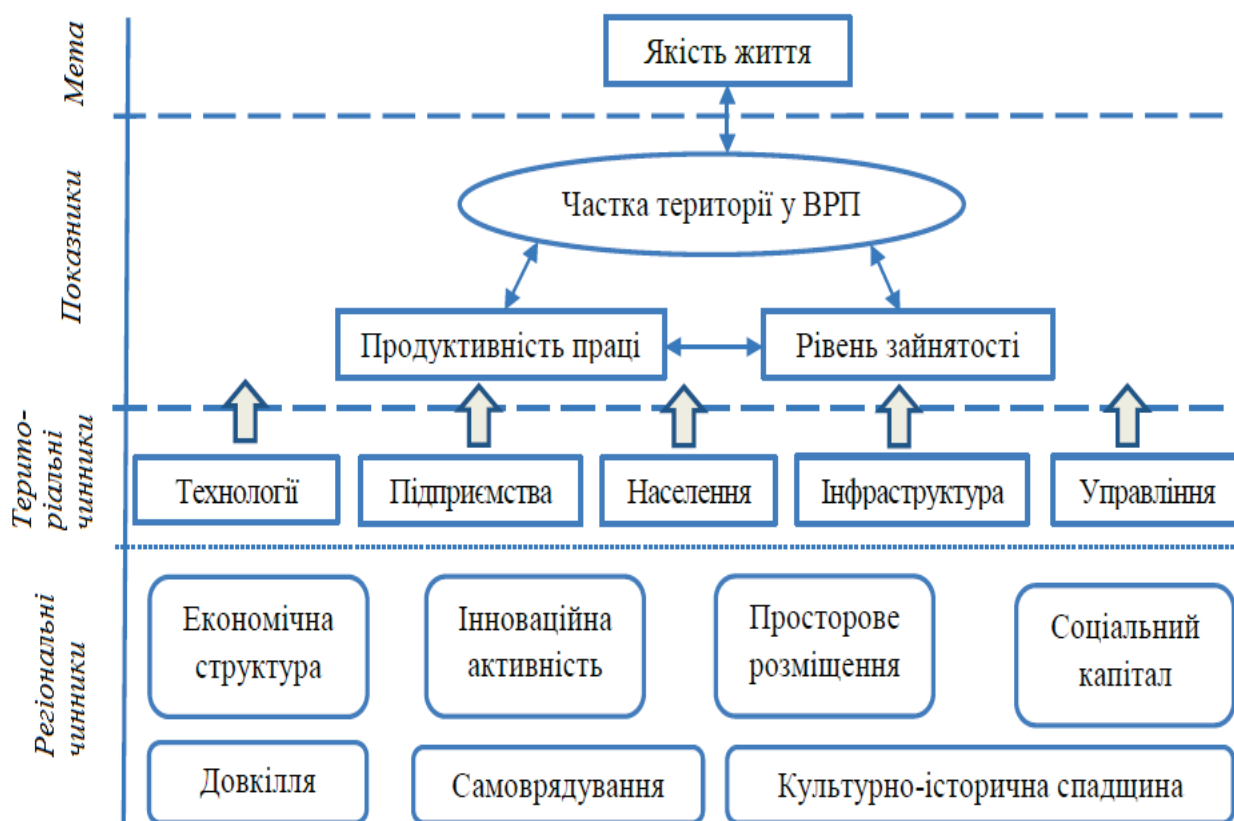 Мета
Якість життя
Показники
Частка території у ВРП
Продуктивність праці
Рівень зайнятості
Терито-
ріальні
чинники
Технології
Підприємства
Населення
Інфраструктура
Управління
Регіональні
чинники
Економічна
структура
Інноваційна
активність
Просторове
розміщення
Соціальний
капітал
Довкілля
Самоврядування
Культурно-історична спадщина